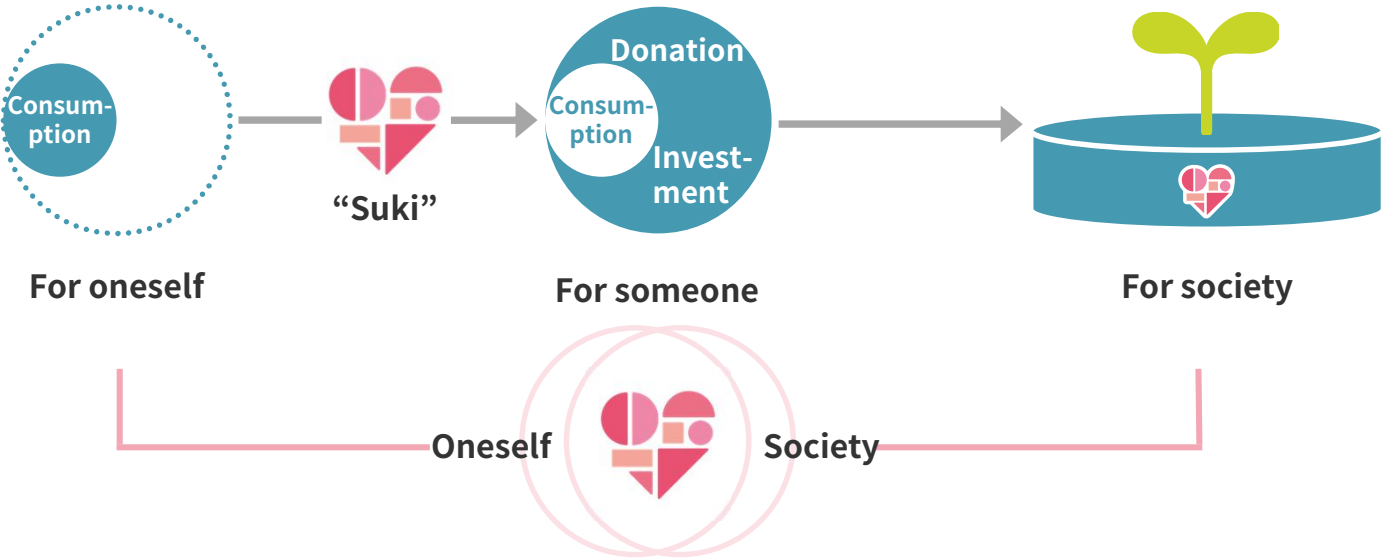 Consum-
ption
“Suki”
Donation
Consum-
ption
Invest-
ment
For oneself
For someone
For society
Oneself
Society